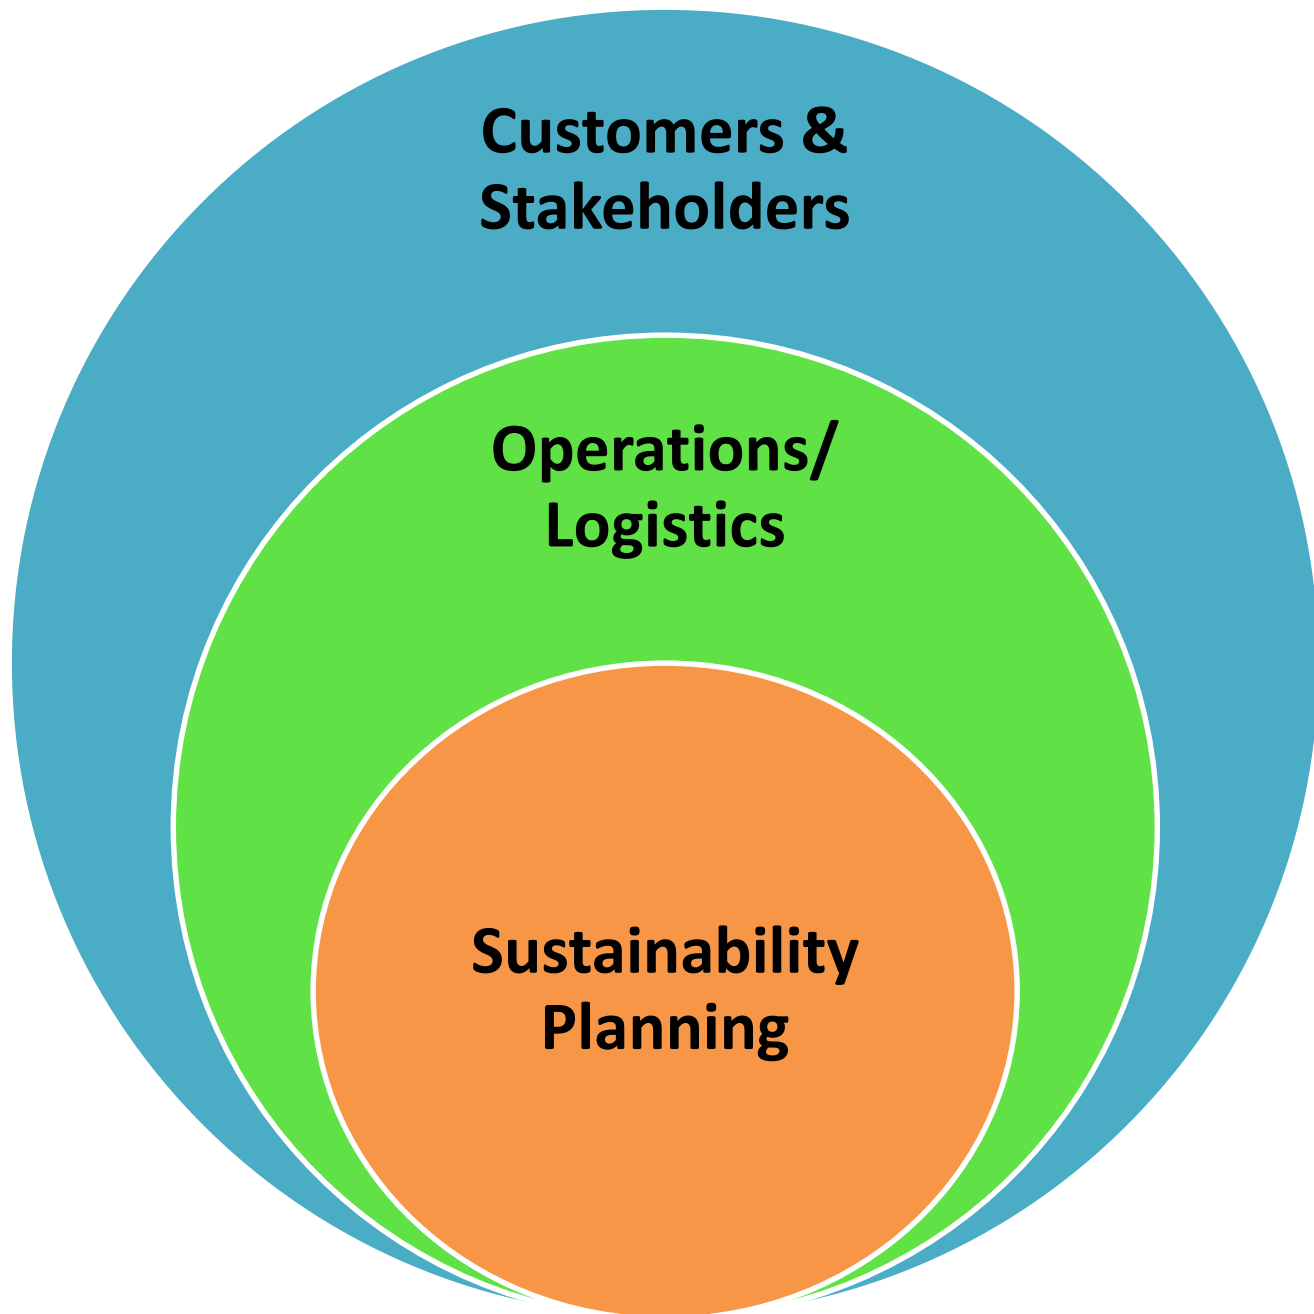 Customers &
Stakeholders
Operations/
Logistics
Sustainability
Planning